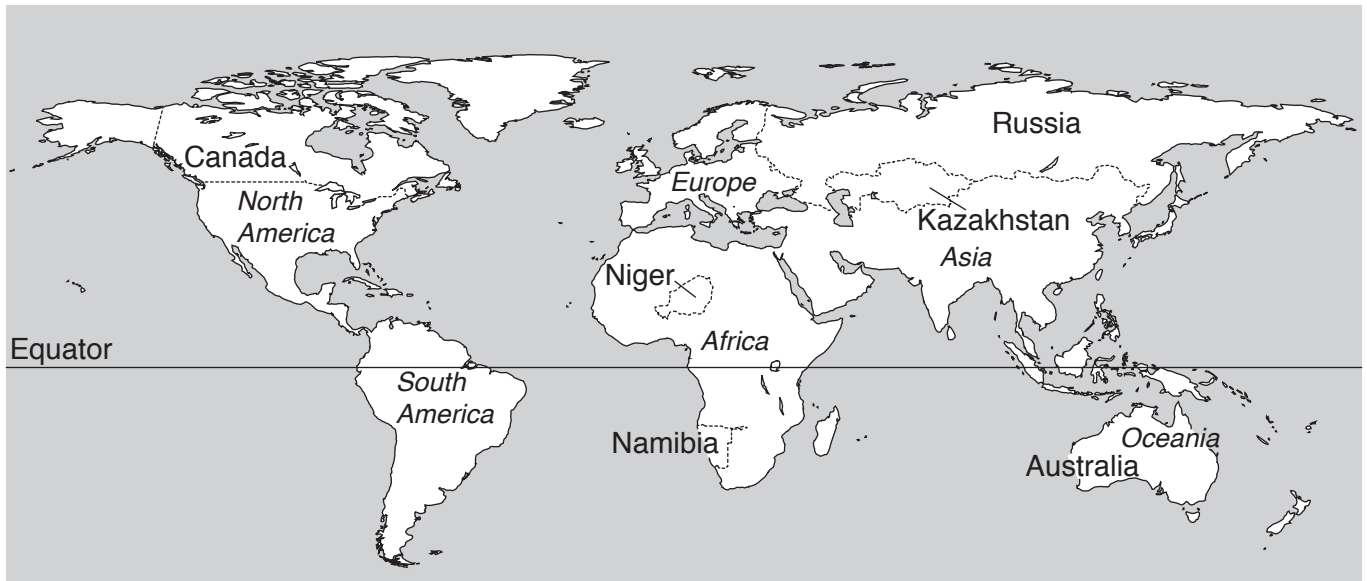 Russia
Canada
Europe
North
America
Kazakhstan
Asia
Niger
Africa
Equator
South
America
Namibia
Oceania
Australia